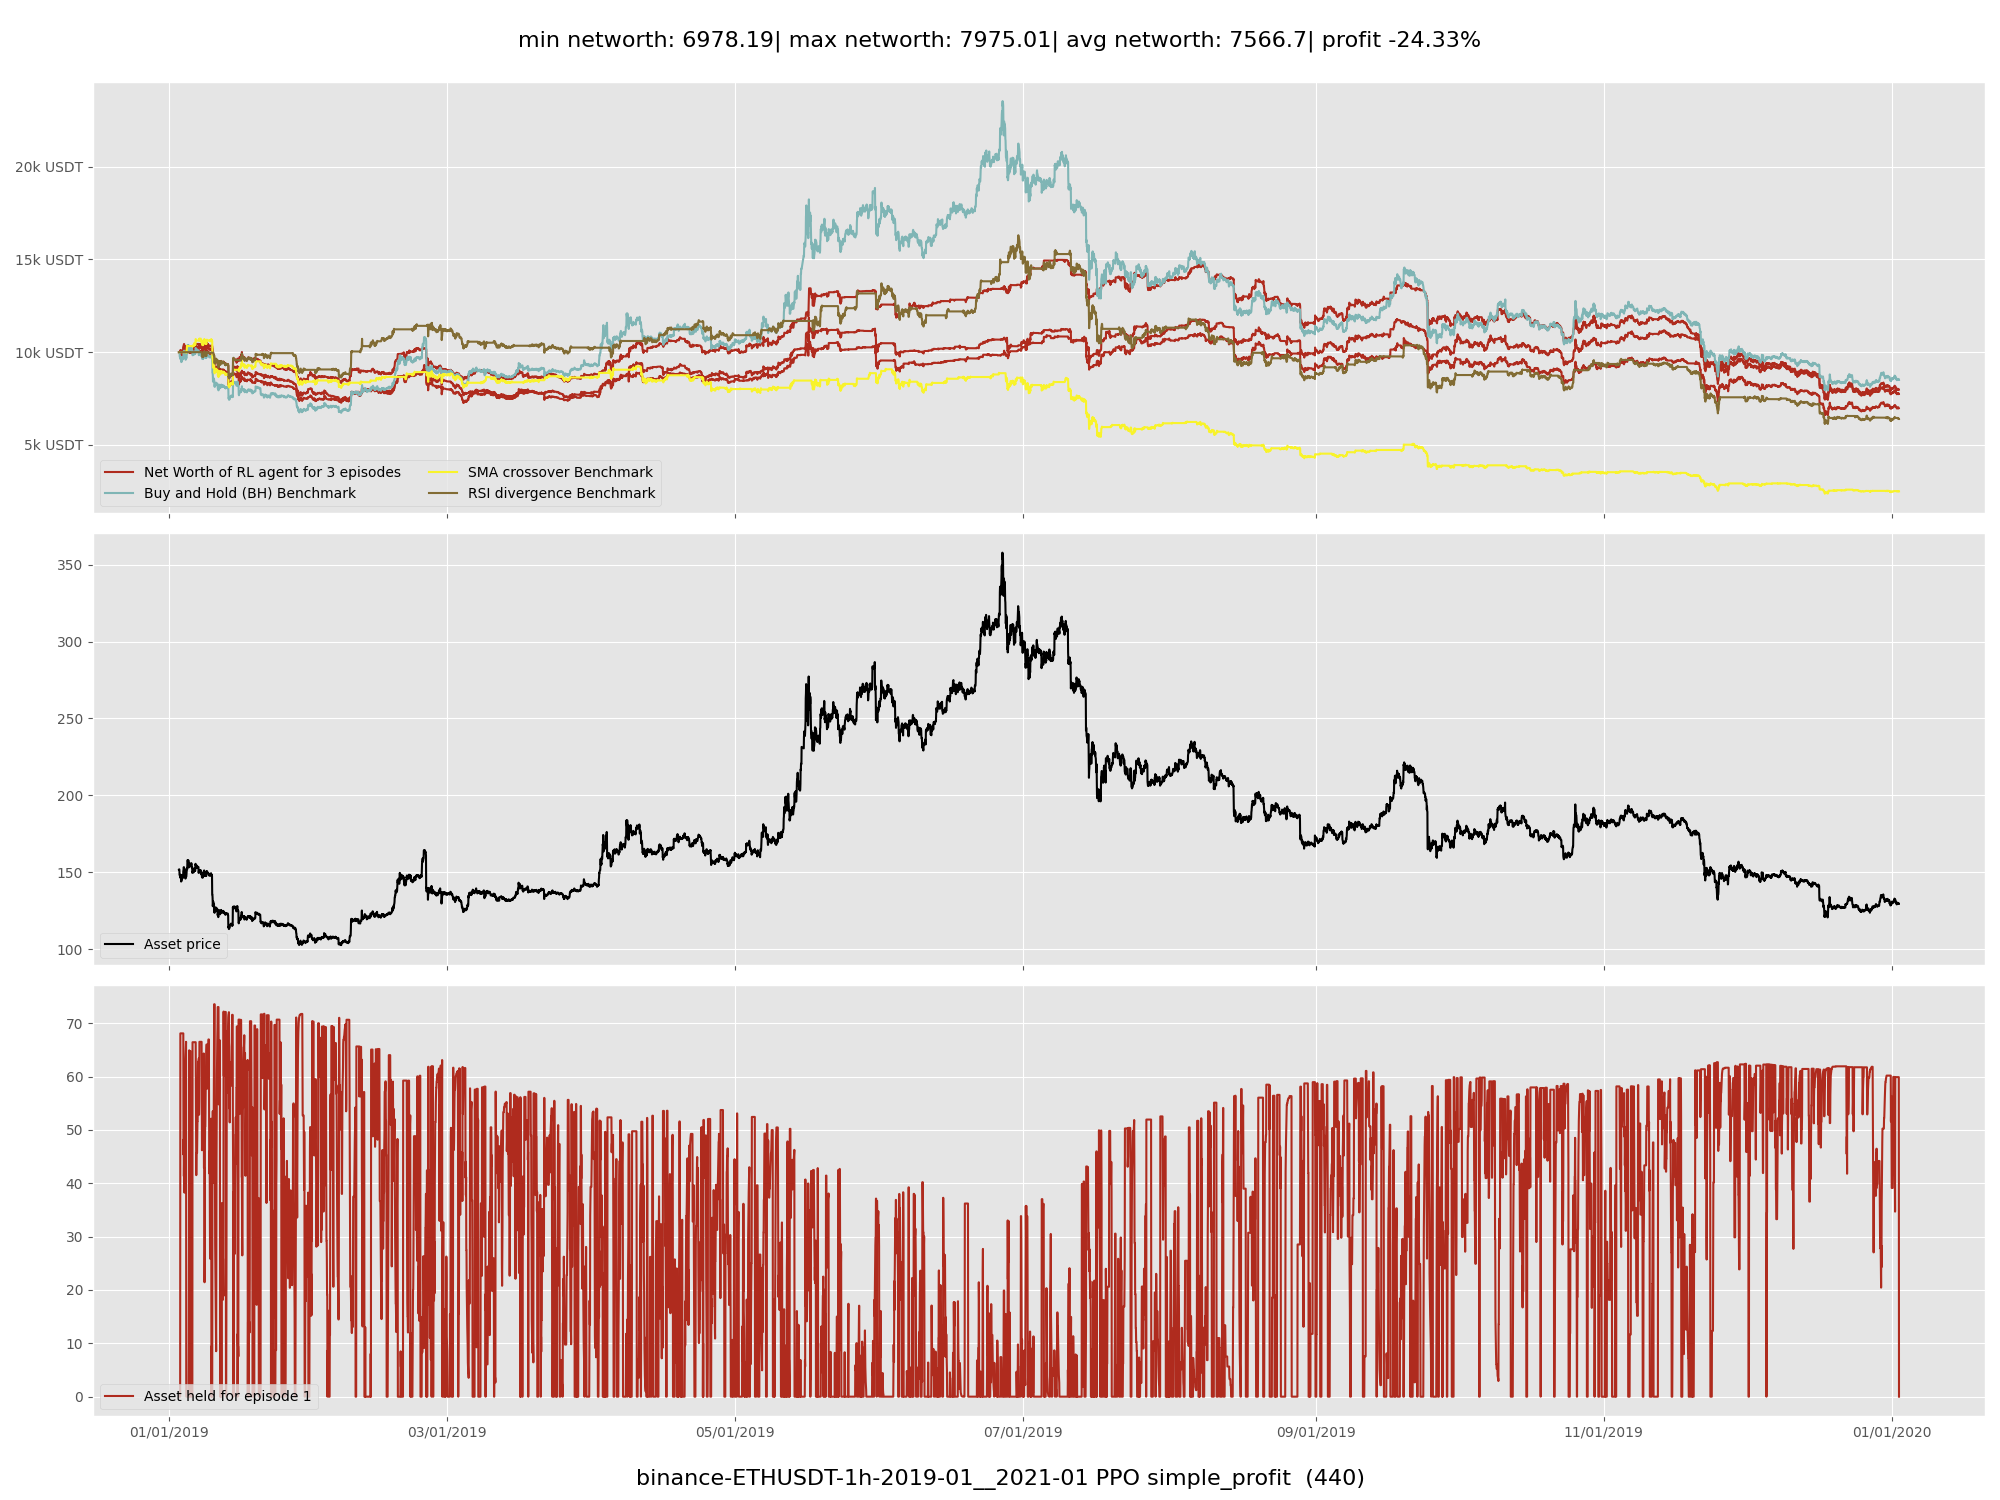 min networth: 6978.19| max networth: 7975.01| avg networth: 7566.7| profit -24.33%
20k USDT
15k USDT
10k USDT
5k USDT
Net Worth of RL agent for 3 episodes
Buy and Hold (BH) Benchmark
SMA crossover Benchmark
RSI divergence Benchmark
350
300
250
200
150
100
Asset price
70
60
50
40
30
20
10
0
Asset held for episode 1
01/01/2019
03/01/2019
05/01/2019
07/01/2019
09/01/2019
11/01/2019
01/01/2020
binance-ETHUSDT-1h-2019-01__2021-01 PPO simple_profit  (440)